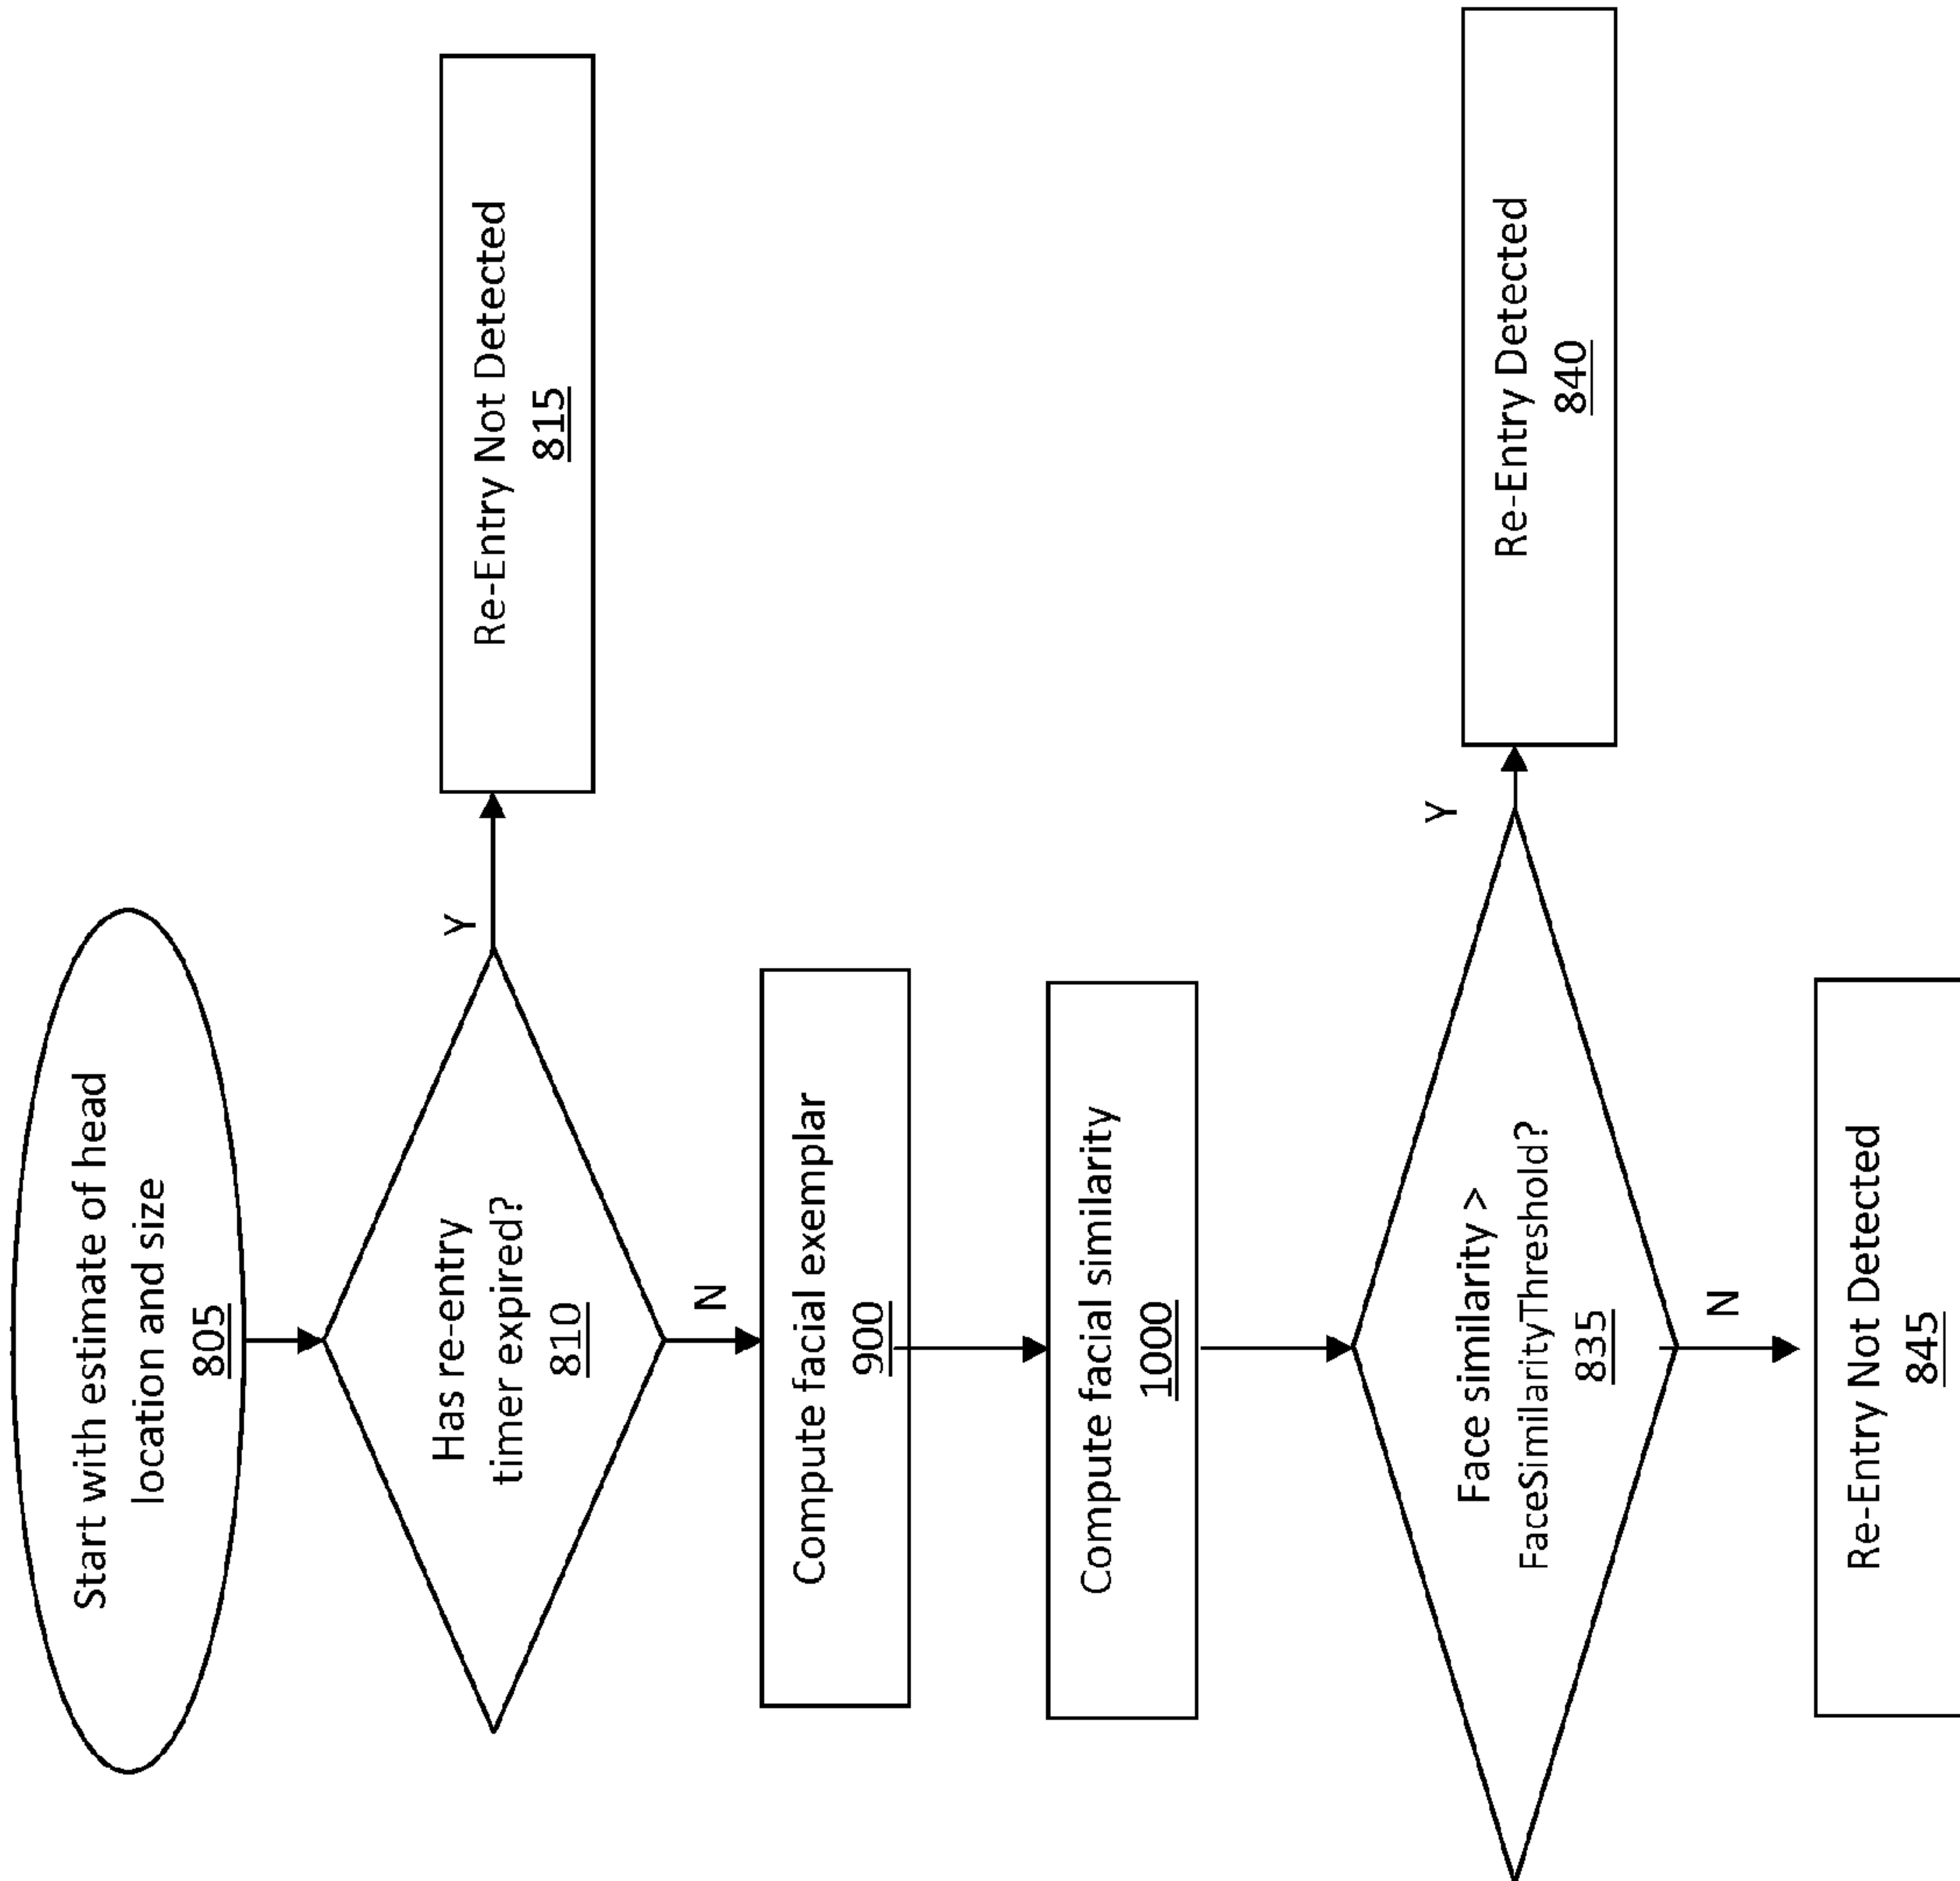 Start with estimate of head
location and size
805
Has re-entry
timer expired?
810
Y
Re-Entry Not Detected
815
N
Compute facial exemplar
900
Compute facial similarity
1000
Face similarity >
FaceSimilarityThreshold?
835
Y
Re-Entry Detected
840
N
Re-Entry Not Detected
845